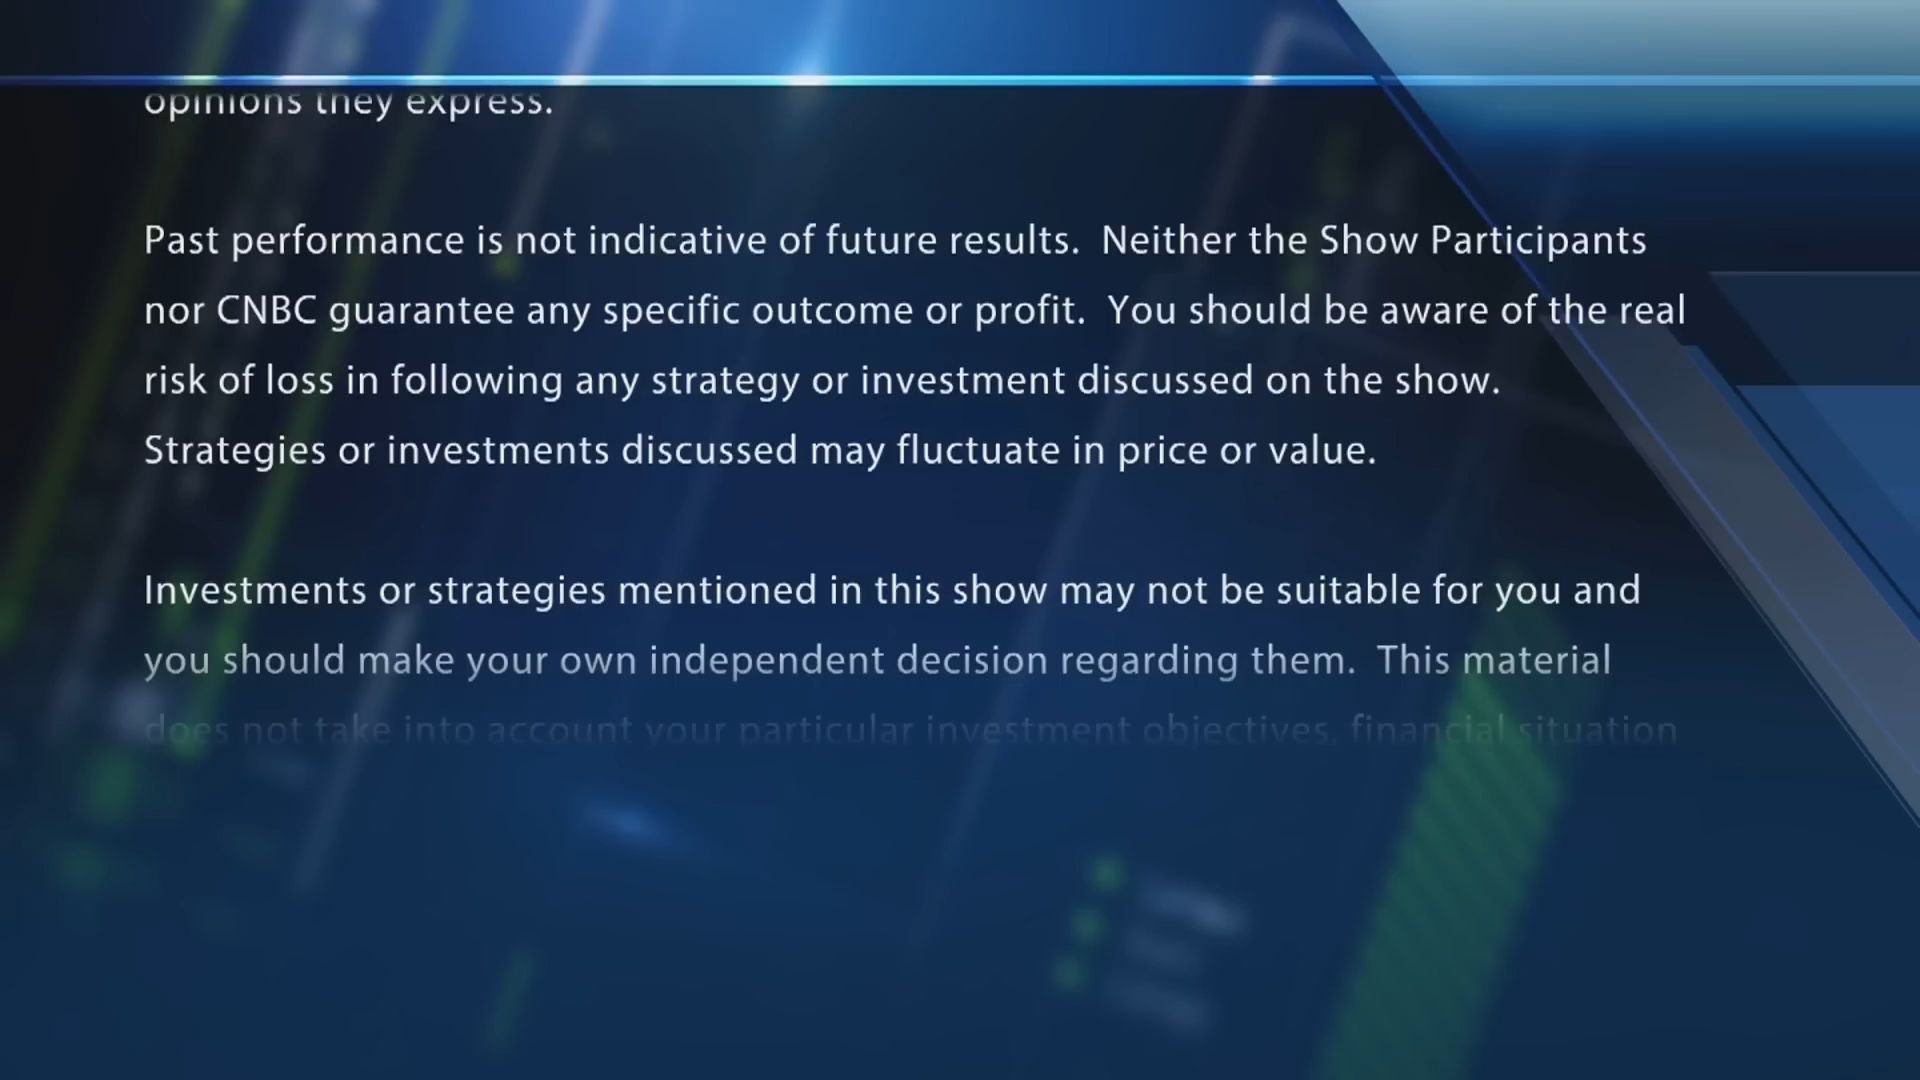 opinions they express.
Past performance is not indicative of future results.  Neither the Show Participants
nor CNBC guarantee any specific outcome or profit.  You should be aware of the real
risk of loss in following any strategy or investment discussed on the show.
Strategies or investments discussed may fluctuate in price or value.
Investments or strategies mentioned in this show may not be suitable for you and
you should make your own independent decision regarding them.  This material
does not take into account your particular investment objectives, financial situation